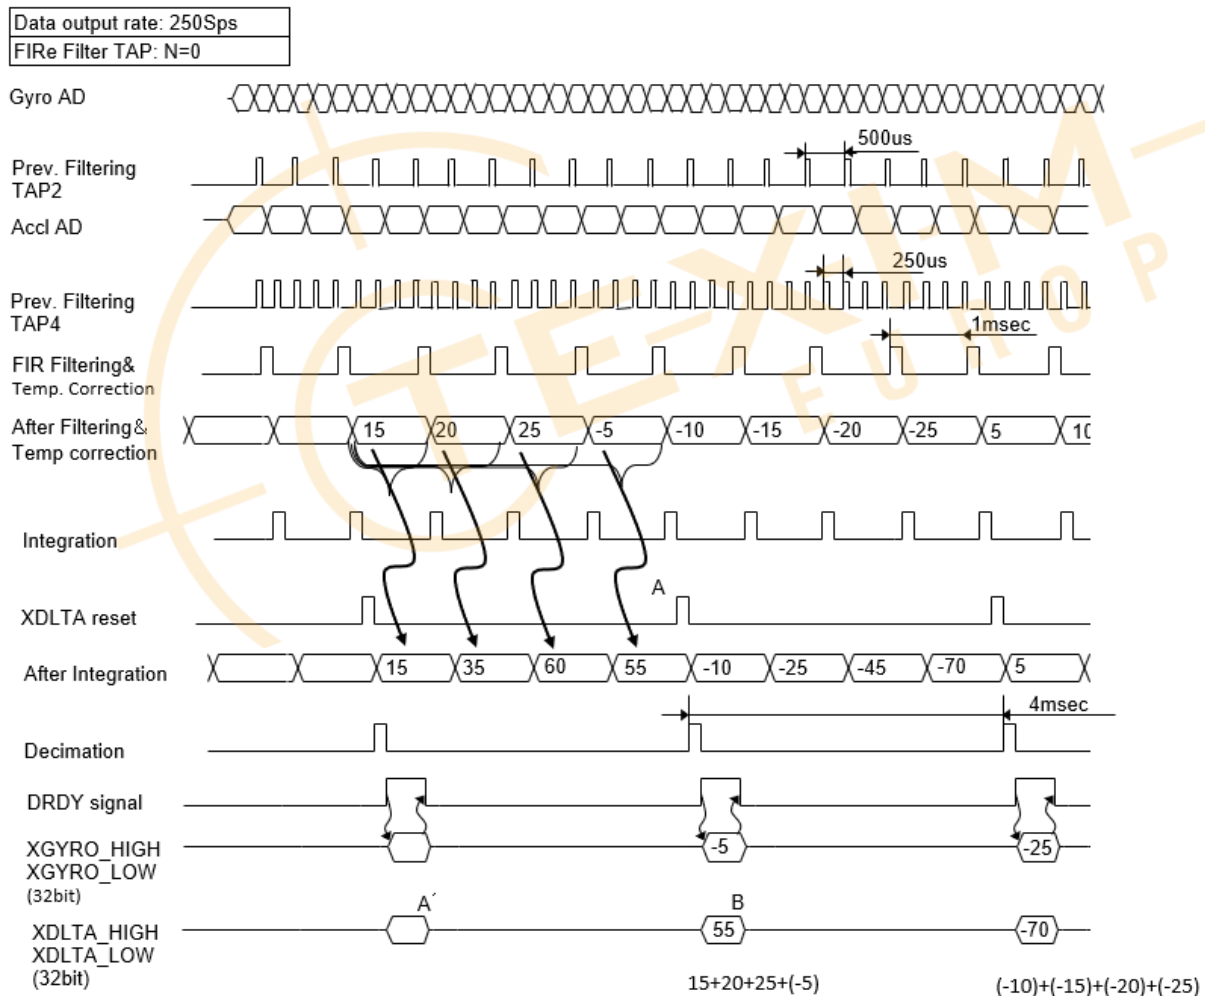 Data output rate: 250Sps
FIRe Filter TAP: N=0
Gyro AD
500us
Prev. Filtering
TAP2
Accl AD
250us
Prev. Filtering
TAP4
1msec
FIR Filtering&
Temp. Correction
After Filtering&
Temp correction
15 20 25 -5 -10 -15 -20 -25 5 10
Integration
A
XDLTA reset
After Integration
15 35 60 55 -10 -25 -45 -70 5
4msec
Decimation
DRDY signal
XGYRO_HIGH
XGYRO_LOW
(32bit)
-5 -25
A´ B
XDLTA_HIGH
XDLTA_LOW
(32bit)
55 -70
15+20+25+(-5) (-10)+(-15)+(-20)+(-25)
TEXIM
EUROP